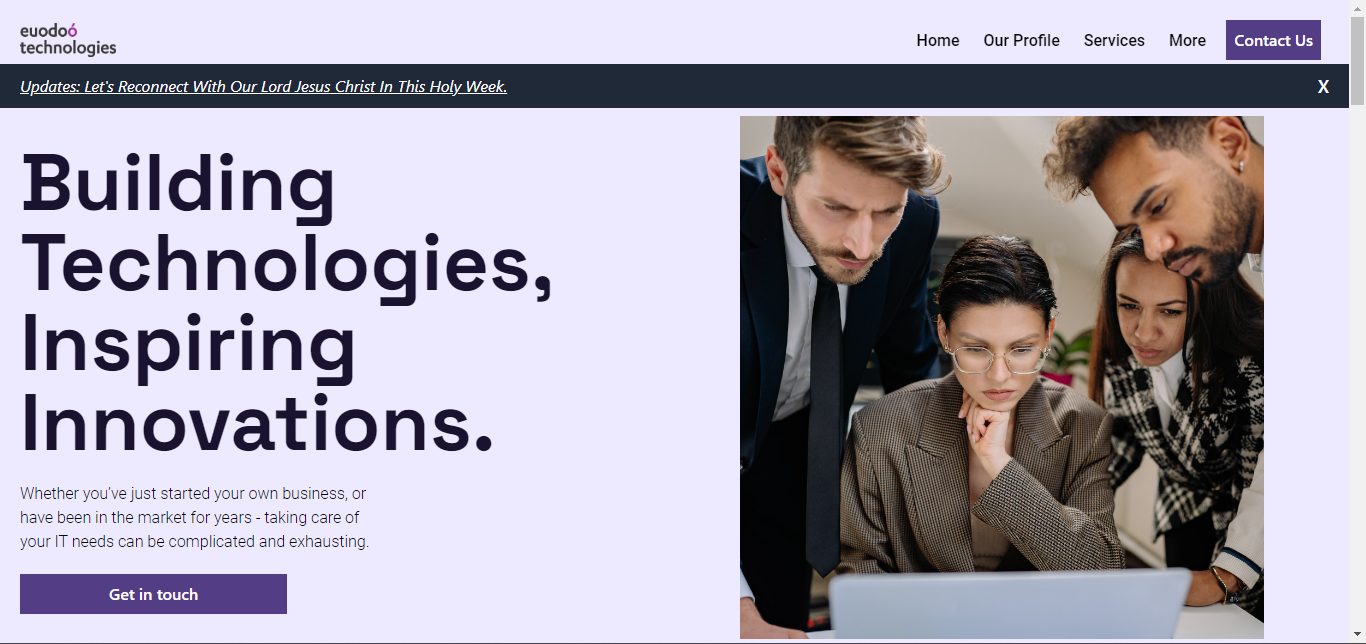 euodoó
technologies
Home Our Profile Services More Contact Us
Updates: Let's Reconnect With Our Lord Jesus Christ In This Holy Week.
X
Building
Technologies,
Inspiring
Innovations.
Whether you’ve just started your own business, or
have been in the market for years - taking care of
your IT needs can be complicated and exhausting.
Get in touch